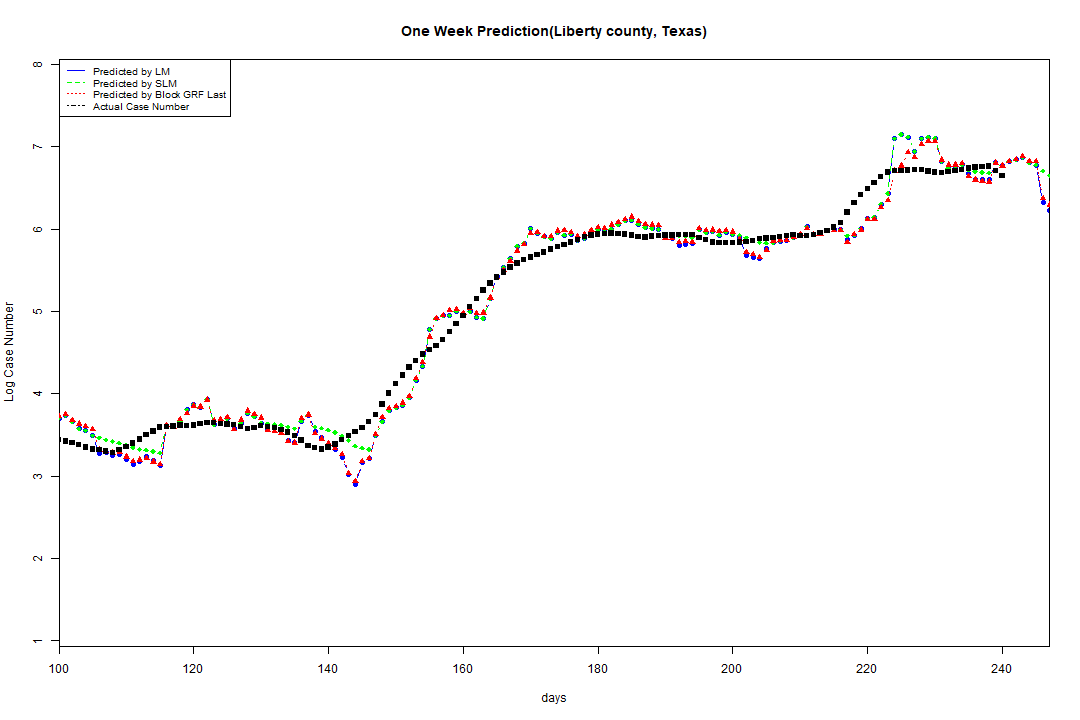 One Week Prediction(Liberty county, Texas)
Predicted by LM
Predicted by SLM
Predicted by Block GRF Last
Actual Case Number
8
7
6
5
4
3
2
1
Log Case Number
100 120 140 160 180 200 220 240
days